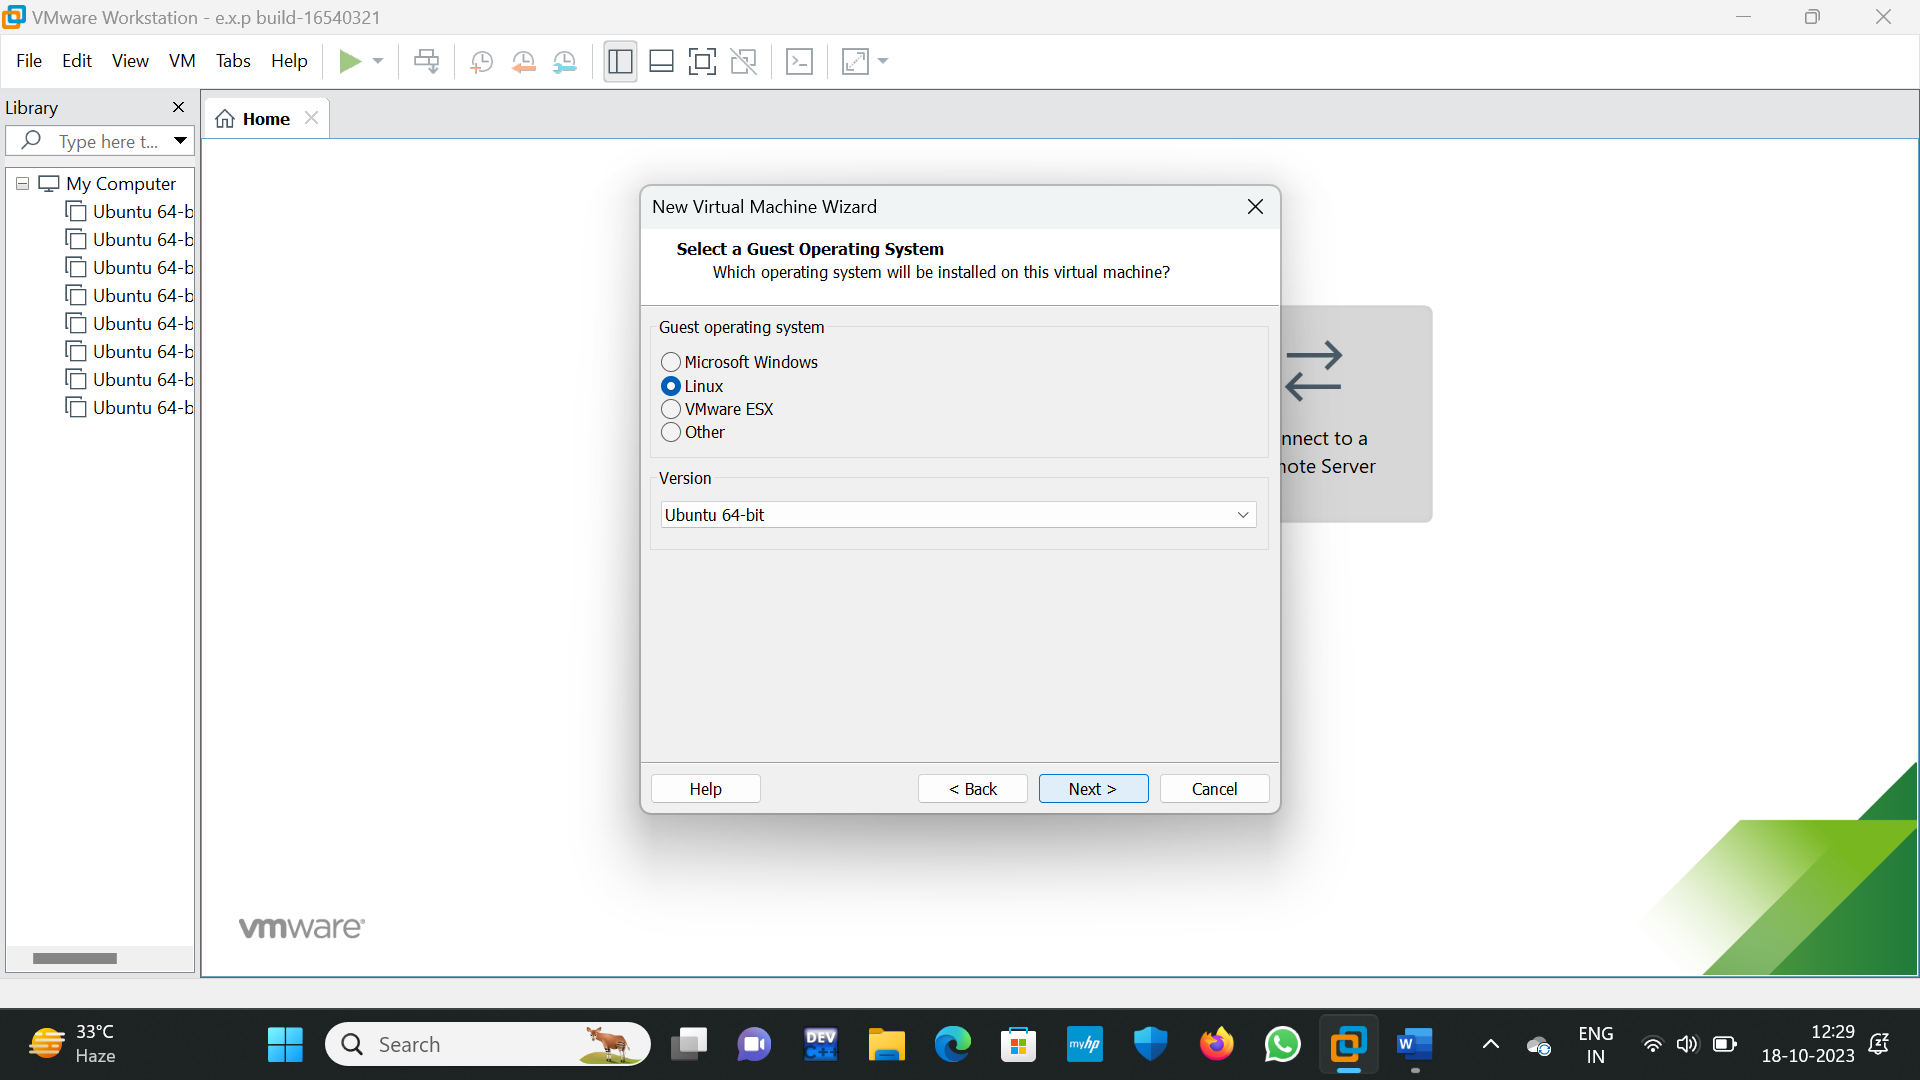 VMware Workstation - e.x.p build-16540321
File Edit View VM Tabs Help
Library
Home
Type here t...
My Computer
Ubuntu 64-b
Ubuntu 64-b
Ubuntu 64-b
Ubuntu 64-b
Ubuntu 64-b
Ubuntu 64-b
Ubuntu 64-b
Ubuntu 64-b
New Virtual Machine Wizard
Select a Guest Operating System
Which operating system will be installed on this virtual machine?
Guest operating system
Microsoft Windows
Linux
VMware ESX
Other
Version
Ubuntu 64-bit
Help
< Back
Next >
Cancel
nnect to a
note Server
vmware®
33°C
Haze
Search
DEV
C++
myhp
W
ENG
IN
12:29
18-10-2023